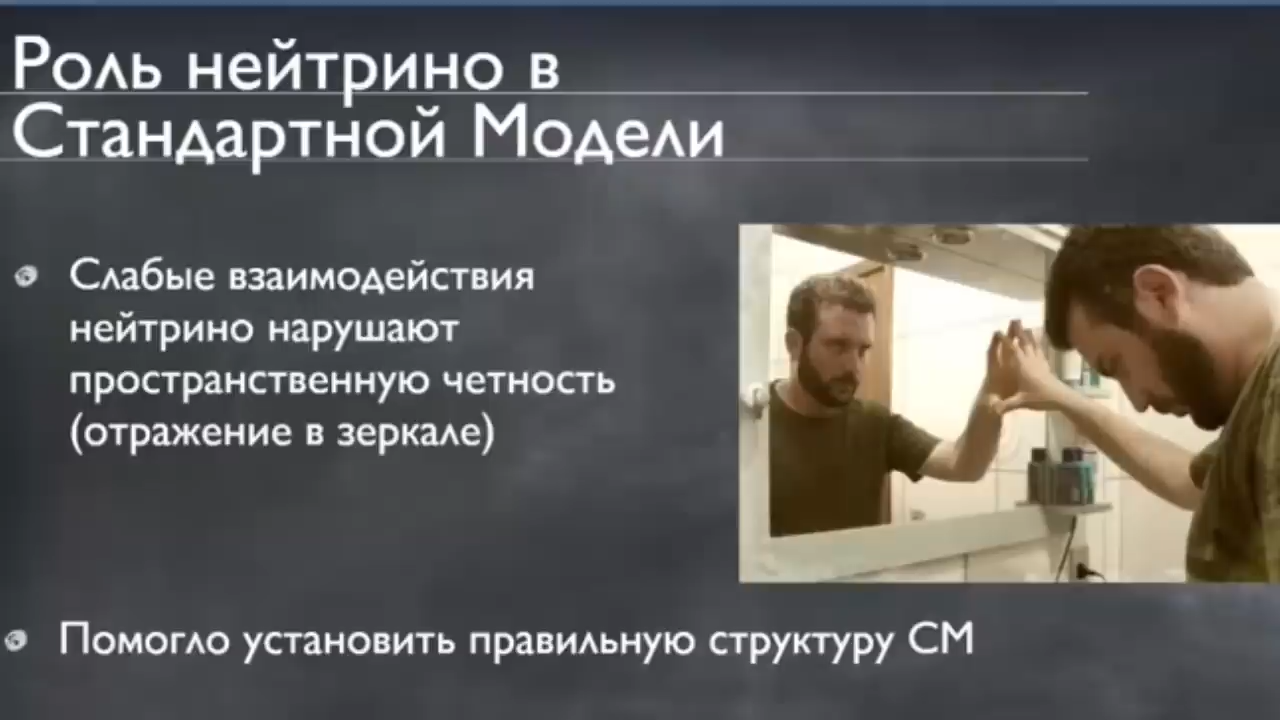 Роль нейтрино в
Стандартной Модели
Слабые взаимодействия
нейтрино нарушают
пространственную четность
(отражение в зеркале)
Помогло установить правильную структуру СМ